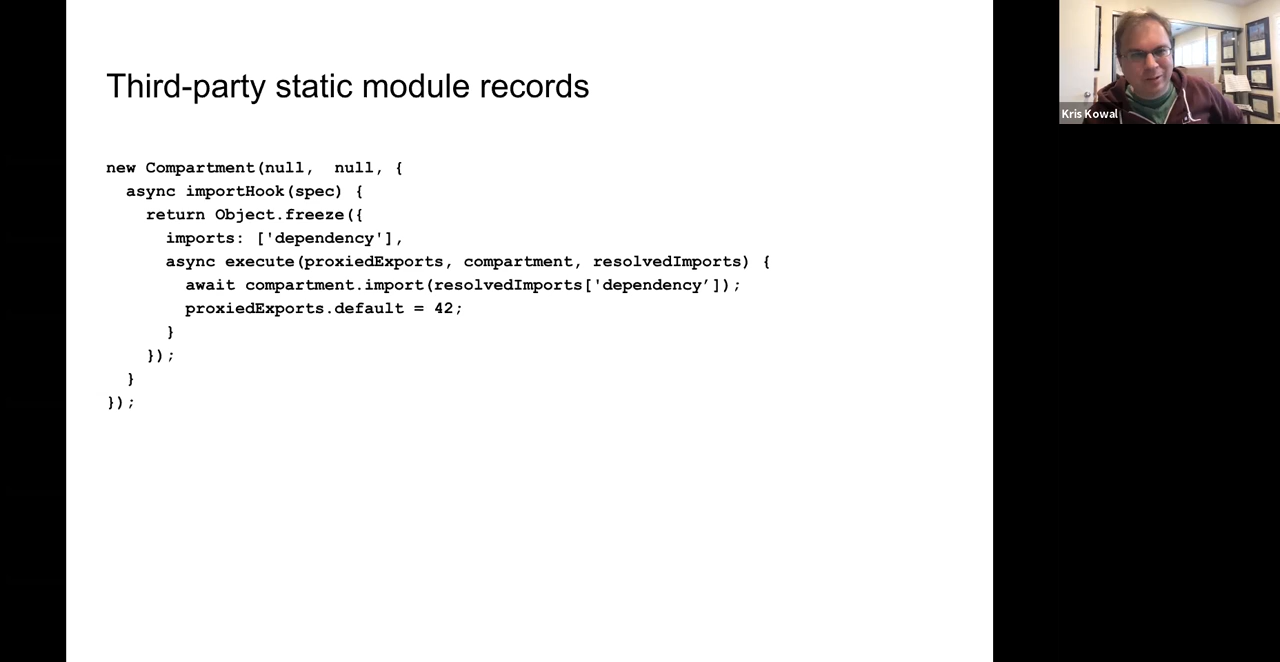 Third-party static module records
new Compartment(null,  null, {
  async importHook(spec) {
    return Object.freeze({
      imports: ['dependency'],
      async execute(proxiedExports, compartment, resolvedImports) {
        await compartment.import(resolvedImports['dependency’]);
        proxiedExports.default = 42;
      }
    });
  }
});
Kris Kowal